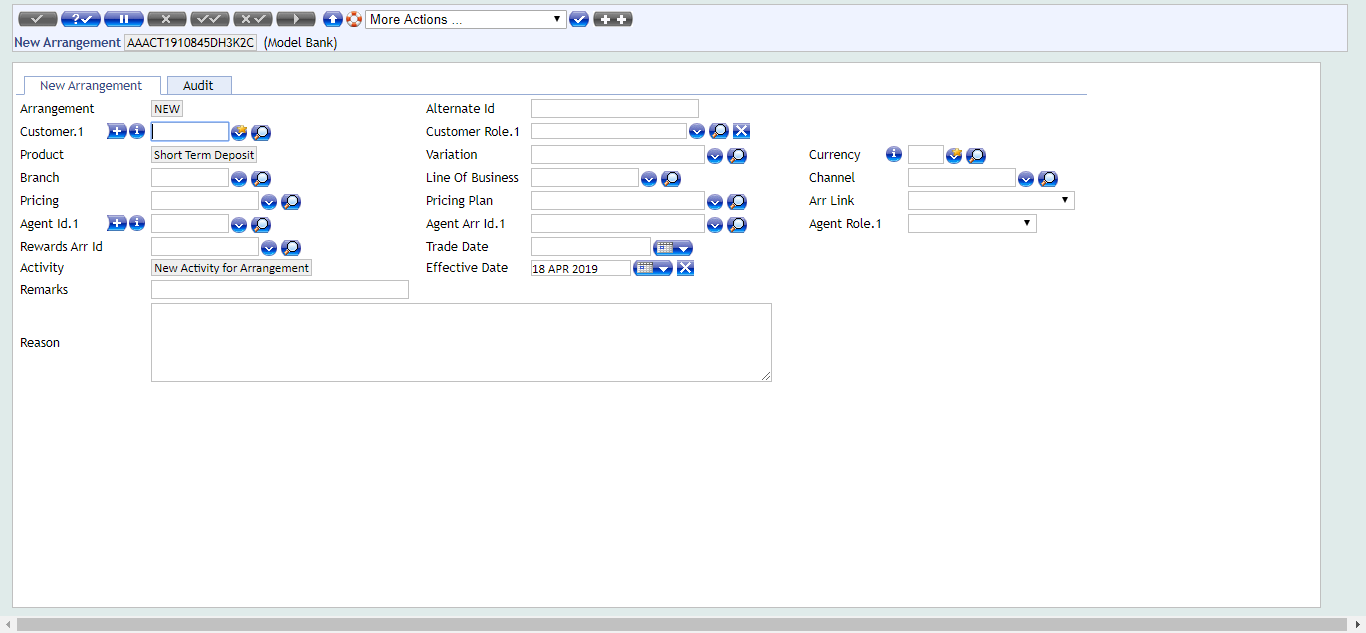 More Actions ...
New Arrangement AAACT1910845DH3K2C (Model Bank)
New Arrangement Audit
Arrangement NEW Alternate Id
Customer.1 Customer Role.1
Product Short Term Deposit Variation Currency
Branch Line Of Business Channel
Pricing Pricing Plan Arr Link
Agent Id.1 Agent Arr Id.1 Agent Role.1
Rewards Arr Id Trade Date
Activity New Activity for Arrangement Effective Date 18 APR 2019
Remarks
Reason